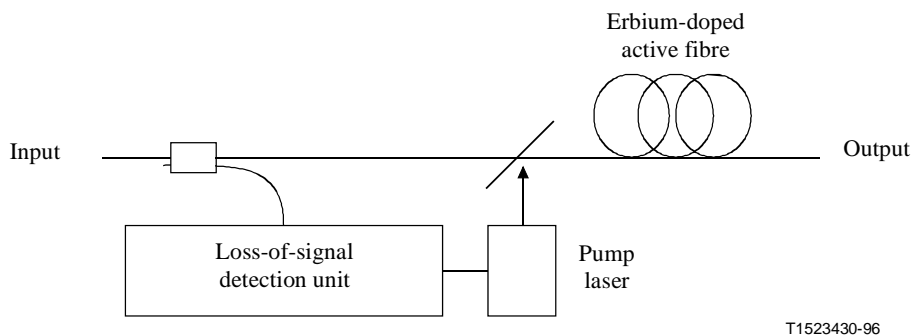 Erbium-doped
active fibre
Input
Output
Loss-of-signal
detection unit
Pump
laser
T1523430-96